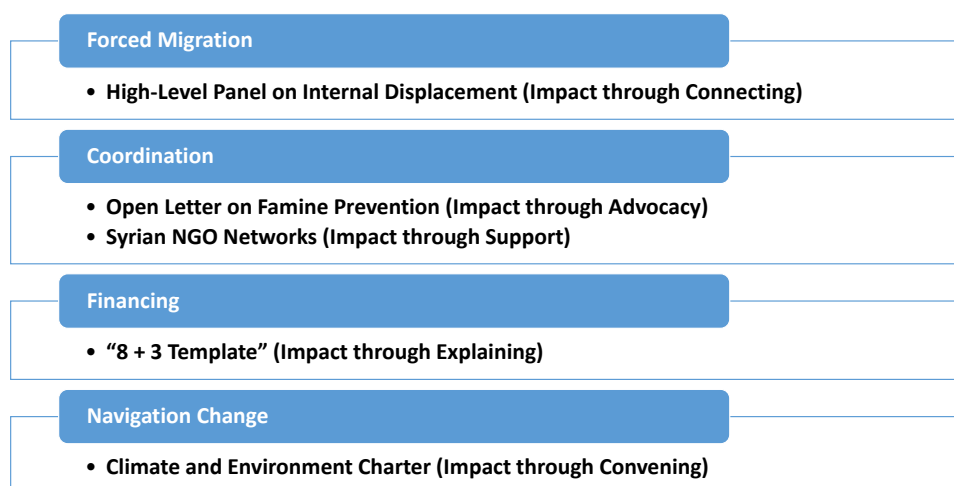 Forced Migration
• High-Level Panel on Internal Displacement (Impact through Connecting)
Coordination
• Open Letter on Famine Prevention (Impact through Advocacy)
• Syrian NGO Networks (Impact through Support)
Financing
• “8 + 3 Template” (Impact through Explaining)
Navigation Change
• Climate and Environment Charter (Impact through Convening)